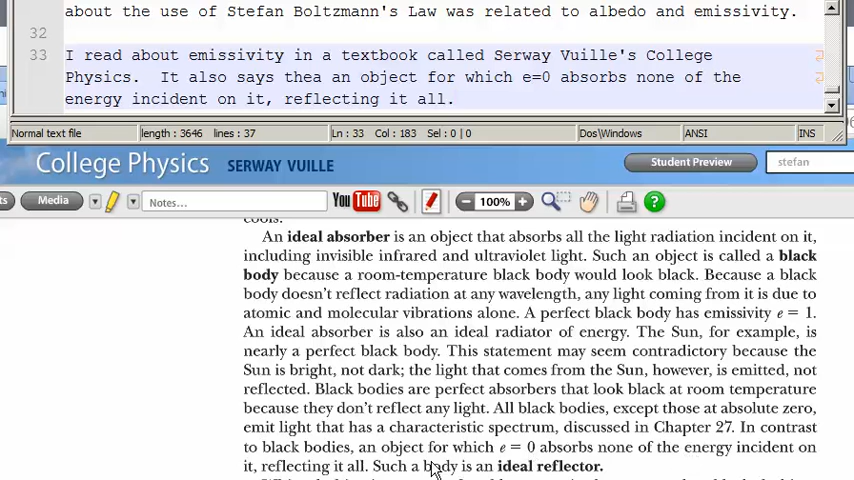 about the use of Stefan Boltzmann's Law was related to albedo and emissivity.
32
33 I read about emissivity in a textbook called Serway Vuille's College
Physics. It also says thea an object for which e=0 absorbs none of the
energy incident on it, reflecting it all.
Normal text file length : 3646 lines : 37 Ln : 33 Col : 183 Sel : 0 | 0 Dos\Windows ANSI INS
College Physics SERWAY VUILLE Student Preview stefan
Media Notes... YouTube 100%
cools.
An ideal absorber is an object that absorbs all the light radiation incident on it,
including invisible infrared and ultraviolet light. Such an object is called a black
body because a room-temperature black body would look black. Because a black
body doesn't reflect radiation at any wavelength, any light coming from it is due to
atomic and molecular vibrations alone. A perfect black body has emissivity e = 1.
An ideal absorber is also an ideal radiator of energy. The Sun, for example, is
nearly a perfect black body. This statement may seem contradictory because the
Sun is bright, not dark; the light that comes from the Sun, however, is emitted, not
reflected. Black bodies are perfect absorbers that look black at room temperature
because they don't reflect any light. All black bodies, except those at absolute zero,
emit light that has a characteristic spectrum, discussed in Chapter 27. In contrast
to black bodies, an object for which e = 0 absorbs none of the energy incident on
it, reflecting it all. Such a body is an ideal reflector.